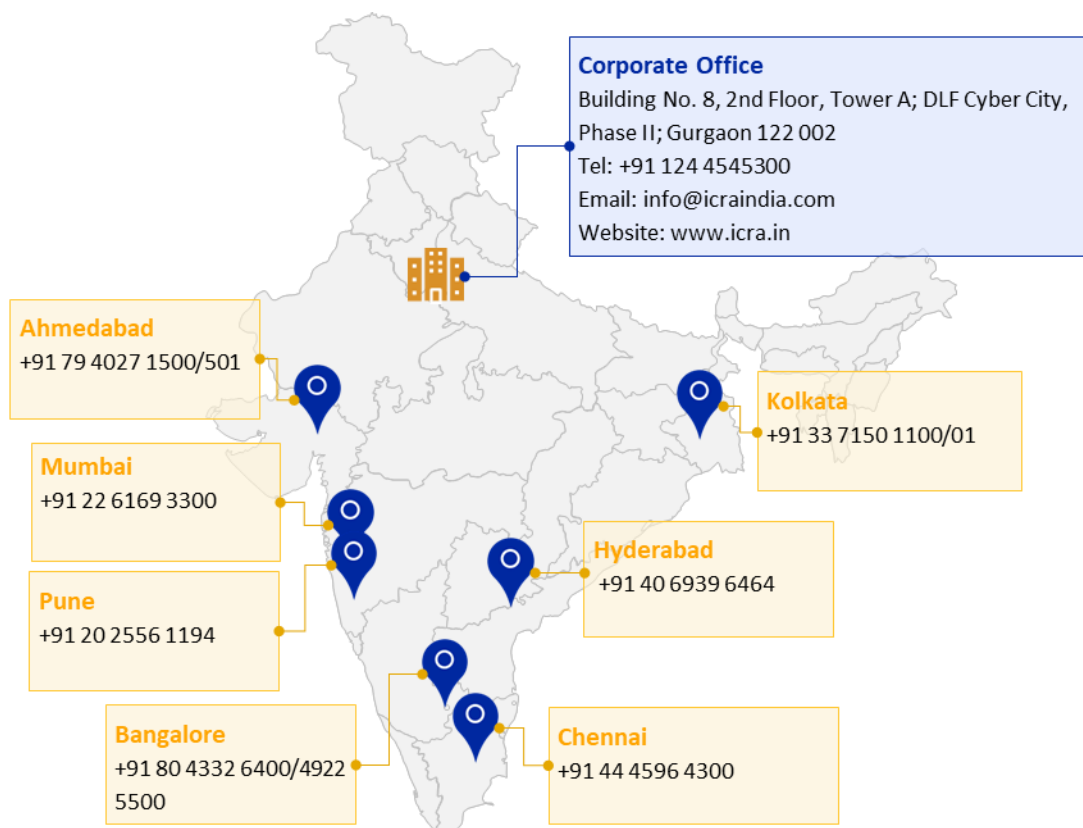 Corporate Office
Building No. 8, 2nd Floor, Tower A; DLF Cyber City,
Phase II; Gurgaon 122 002
Tel: +91 124 4545300
Email: info@icraindia.com
Website: www.icra.in
Ahmedabad
+91 79 4027 1500/501
Kolkata
+91 33 7150 1100/01
Mumbai
+91 22 6169 3300
Hyderabad
+91 40 6939 6464
Pune
+91 20 2556 1194
Bangalore
+91 80 4332 6400/4922
5500
Chennai
+91 44 4596 4300